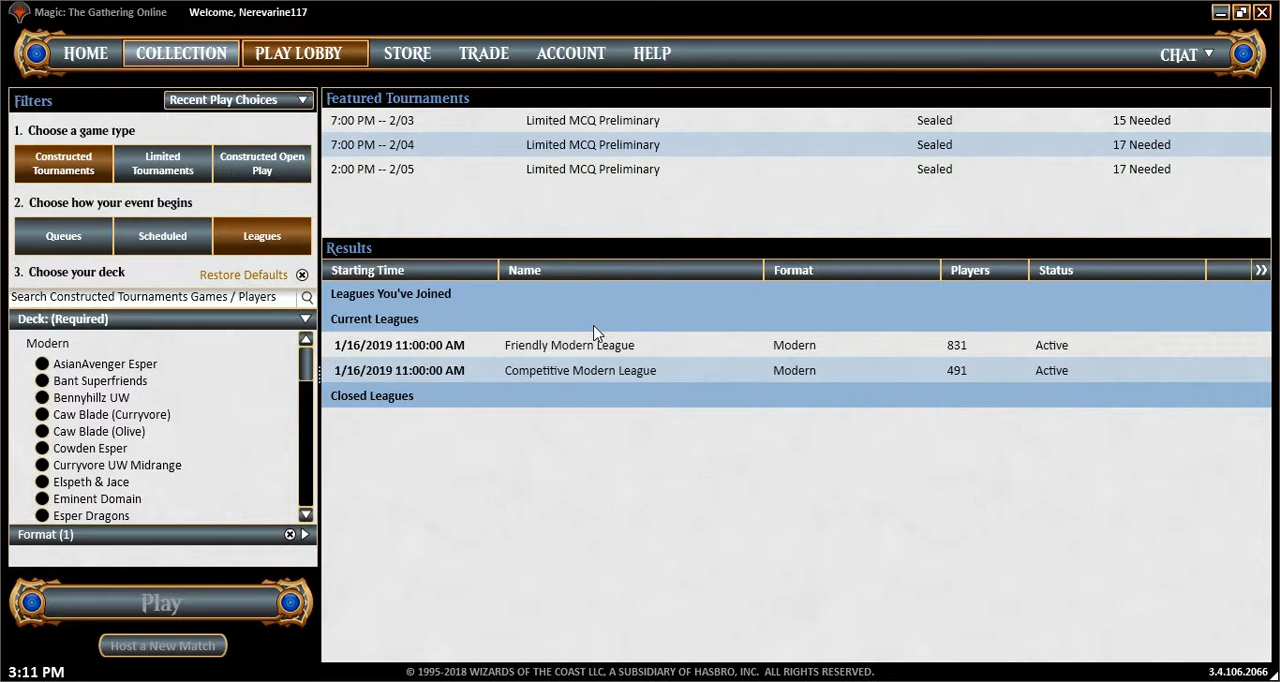 Magic: The Gathering Online Welcome, Nerevarine117
HOME COLLECTION PLAY LOBBY STORE TRADE ACCOUNT HELP CHAT
Filters Recent Play Choices
1. Choose a game type
Constructed Tournaments Limited Tournaments Constructed Open Play
2. Choose how your event begins
Queues Scheduled Leagues
3. Choose your deck Restore Defaults
Search Constructed Tournaments Games / Players
Deck: (Required)
Modern
AsianAvenger Esper
Bant Superfriends
Bennyhillz UW
Caw Blade (Curryvore)
Caw Blade (Olive)
Cowden Esper
Curryvore UW Midrange
Elspeth & Jace
Eminent Domain
Esper Dragons
Format (1)
Play
Host a New Match
3:11 PM
Featured Tournaments
7:00 PM -- 2/03 Limited MCQ Preliminary Sealed 15 Needed
7:00 PM -- 2/04 Limited MCQ Preliminary Sealed 17 Needed
2:00 PM -- 2/05 Limited MCQ Preliminary Sealed 17 Needed
Results
Starting Time Name Format Players Status
Leagues You've Joined
Current Leagues
1/16/2019 11:00:00 AM Friendly Modern League Modern 831 Active
1/16/2019 11:00:00 AM Competitive Modern League Modern 491 Active
Closed Leagues
© 1995-2018 WIZARDS OF THE COAST LLC, A SUBSIDIARY OF HASBRO, INC. ALL RIGHTS RESERVED. 3.4.106.2066